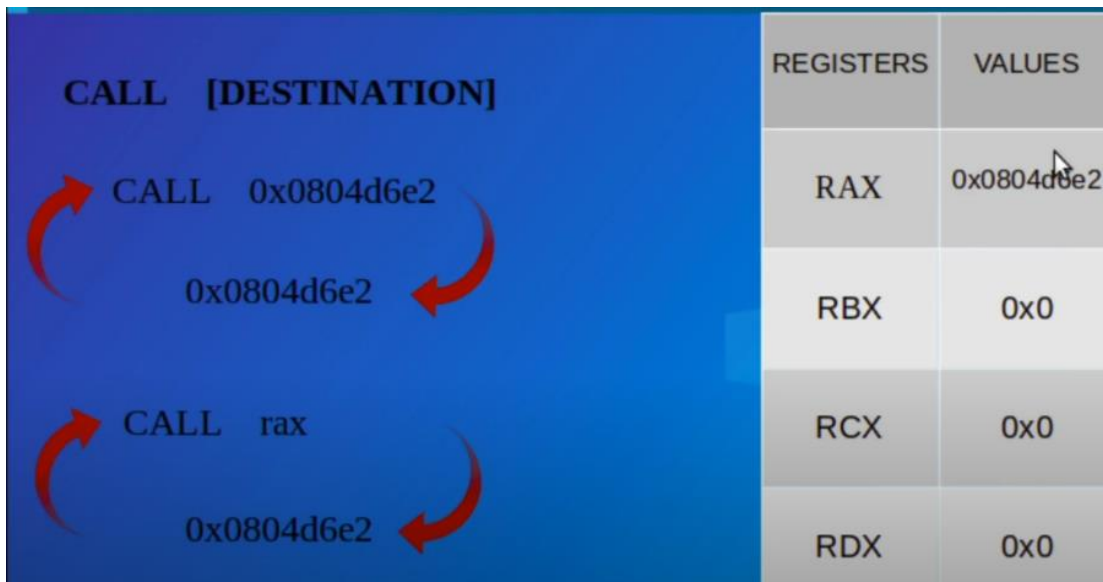 CALL [DESTINATION]
CALL 0x0804d6e2
0x0804d6e2
CALL rax
0x0804d6e2
REGISTERS VALUES
RAX 0x0804d6e2
RBX 0x0
RCX 0x0
RDX 0x0